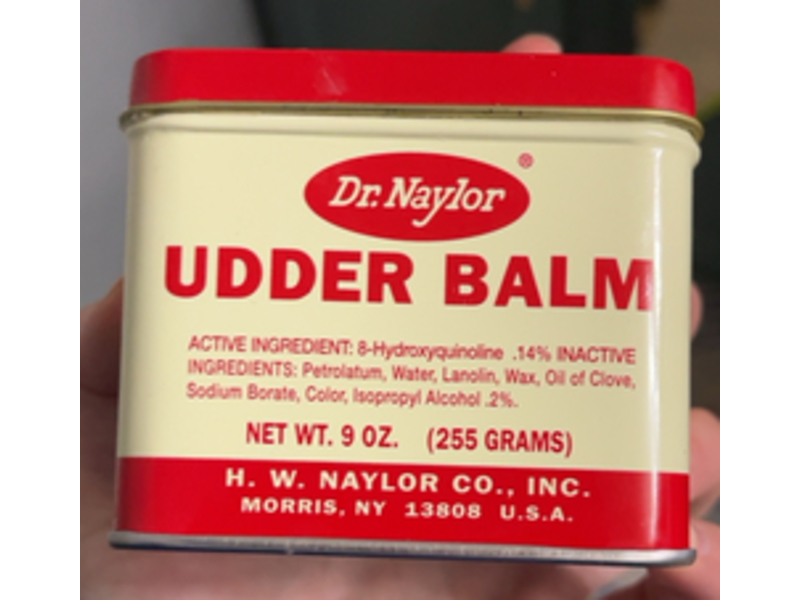 Dr. Naylor ®
UDDER BALM
ACTIVE INGREDIENT: 8-Hydroxyquinoline .14% INACTIVE
INGREDIENTS: Petrolatum, Water, Lanolin, Wax, Oil of Clove,
Sodium Borate, Color, Isopropyl Alcohol .2%.
NET WT. 9 OZ. (255 GRAMS)
H. W. NAYLOR CO., INC.
MORRIS, NY 13808 U.S.A.